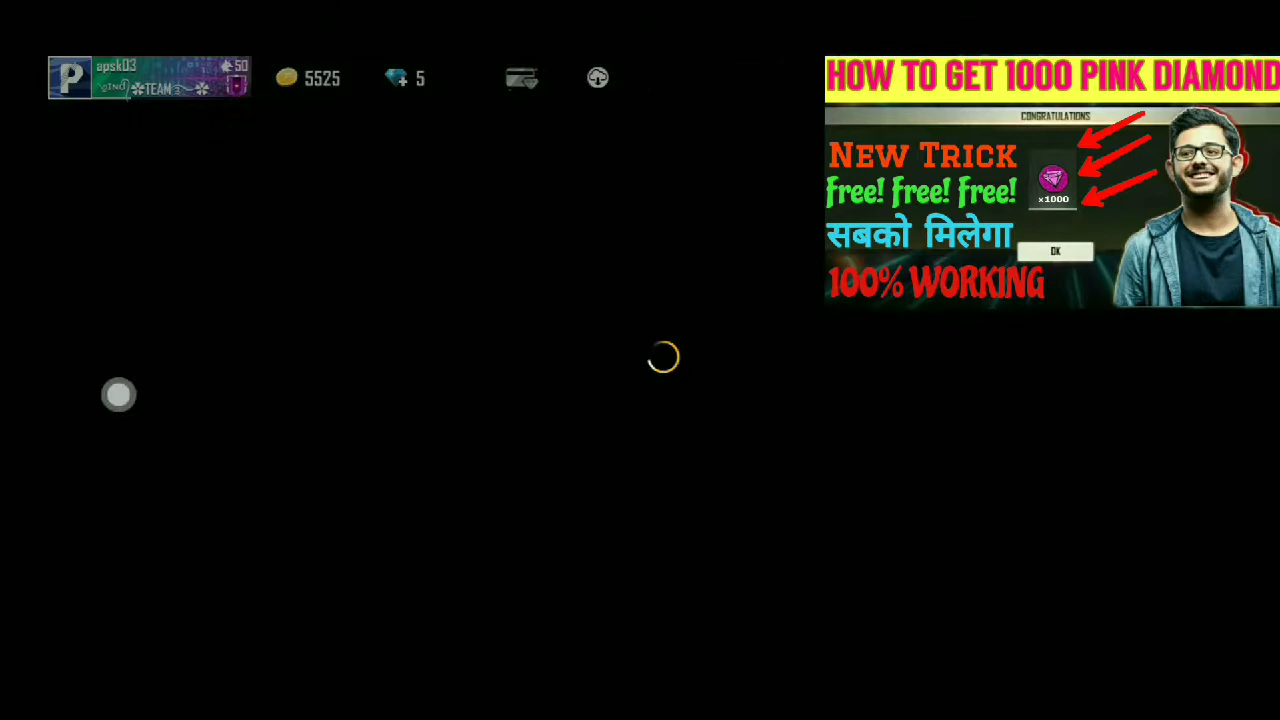 apsk03
50
TEAM
5525
5
HOW TO GET 1000 PINK DIAMOND
CONGRATULATIONS
NEW TRICK
free! free! free!
x1000
सबको मिलेगा
OK
100% WORKING